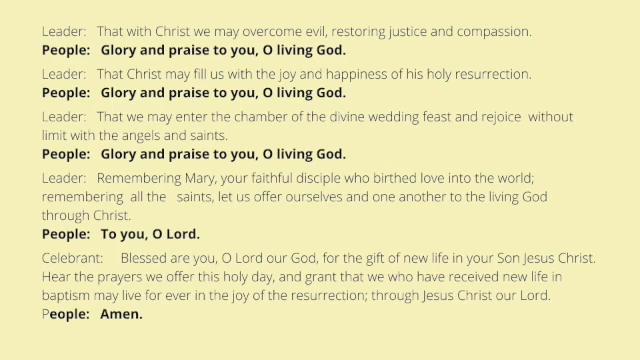 Leader: That with Christ we may overcome evil, restoring justice and compassion.
People: Glory and praise to you, O living God.
Leader: That Christ may fill us with the joy and happiness of his holy resurrection.
People: Glory and praise to you, O living God.
Leader: That we may enter the chamber of the divine wedding feast and rejoice without
limit with the angels and saints.
People: Glory and praise to you, O living God.
Leader: Remembering Mary, your faithful disciple who birthed love into the world;
remembering all the saints, let us offer ourselves and one another to the living God
through Christ.
People: To you, O Lord.
Celebrant: Blessed are you, O Lord our God, for the gift of new life in your Son Jesus Christ.
Hear the prayers we offer this holy day, and grant that we who have received new life in
baptism may live for ever in the joy of the resurrection; through Jesus Christ our Lord.
People: Amen.